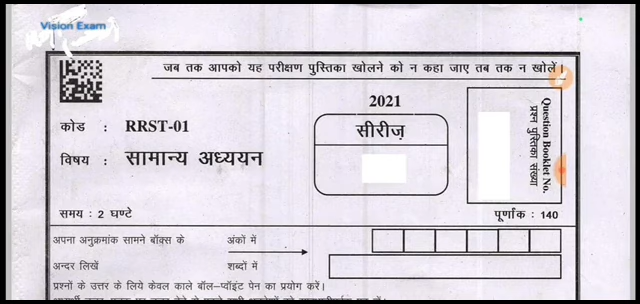 Vision Exam
जब तक आपको यह परीक्षण पुस्तिका खोलने को न कहा जाए तब तक न खोलें।
2021
कोड : RRST-01
सीरीज़
विषय : सामान्य अध्ययन
Question Booklet No.
प्रश्न पुस्तिका संख्या
समय : 2 घण्टे
पूर्णांक : 140
अपना अनुक्रमांक सामने बॉक्स के अंकों में
अन्दर लिखें शब्दों में
प्रश्नों के उत्तर के लिये केवल काले बॉल-प्वॉइंट पेन का प्रयोग करें।